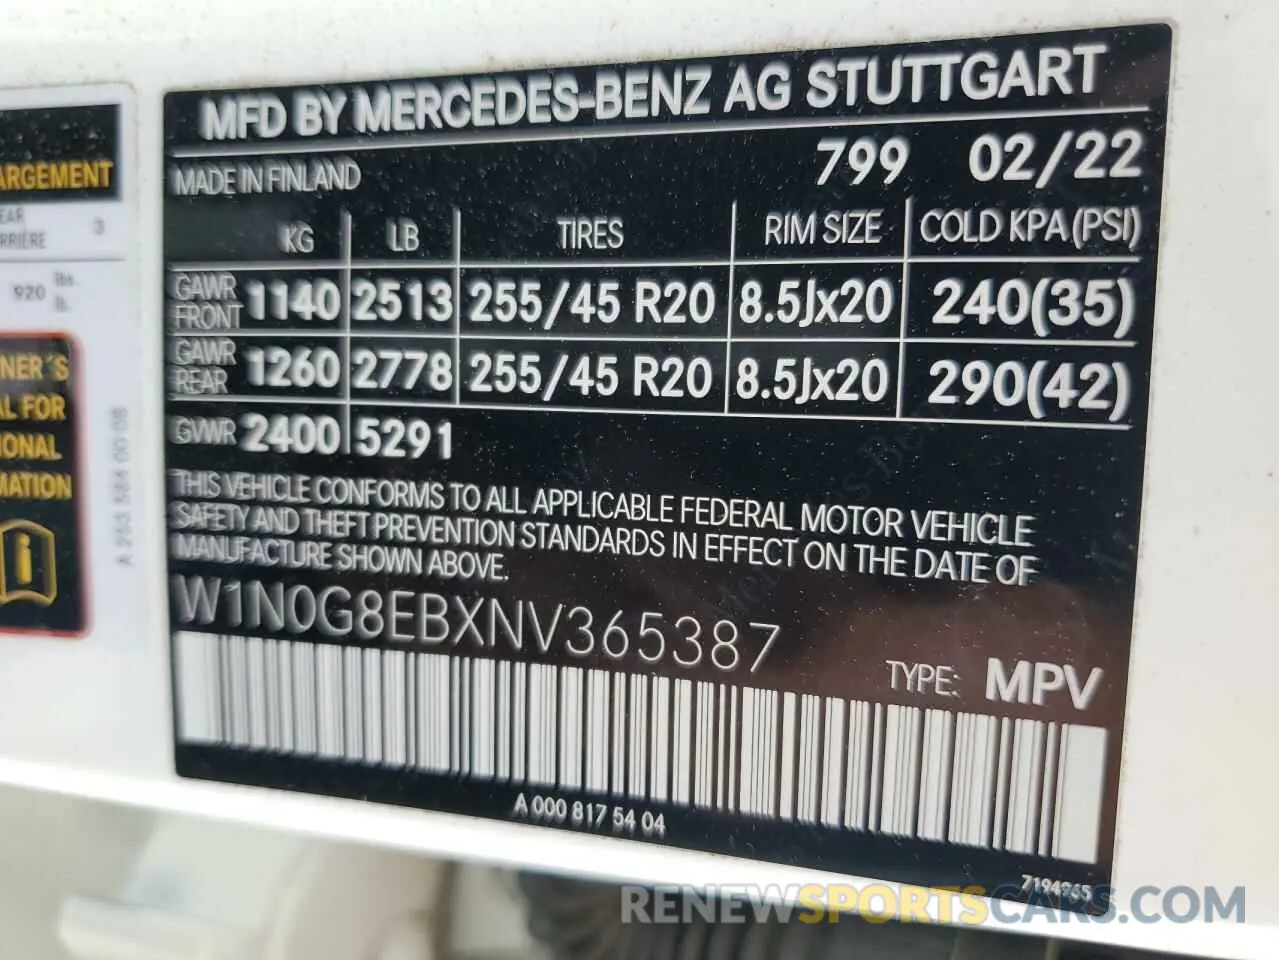 MFD BY MERCEDES-BENZ AG STUTTGART
MADE IN FINLAND 799 02/22
KG LB TIRES RIM SIZE COLD KPA (PSI)
GAWR FRONT 1140 2513 255/45 R20 8.5Jx20 240(35)
GAWR REAR 1260 2778 255/45 R20 8.5Jx20 290(42)
GVWR 2400 5291
THIS VEHICLE CONFORMS TO ALL APPLICABLE FEDERAL MOTOR VEHICLE
SAFETY AND THEFT PREVENTION STANDARDS IN EFFECT ON THE DATE OF
MANUFACTURE SHOWN ABOVE.
W1N0G8EBXNV365387
TYPE: MPV
A 000 817 54 04
7194965
ARGEMENT
EAR
RRIÈRE 3
920 lbs.
lb.
NER'S
AL FOR
IONAL
MATION
A 253 584 00 08
RENEWSPORTSCARS.COM